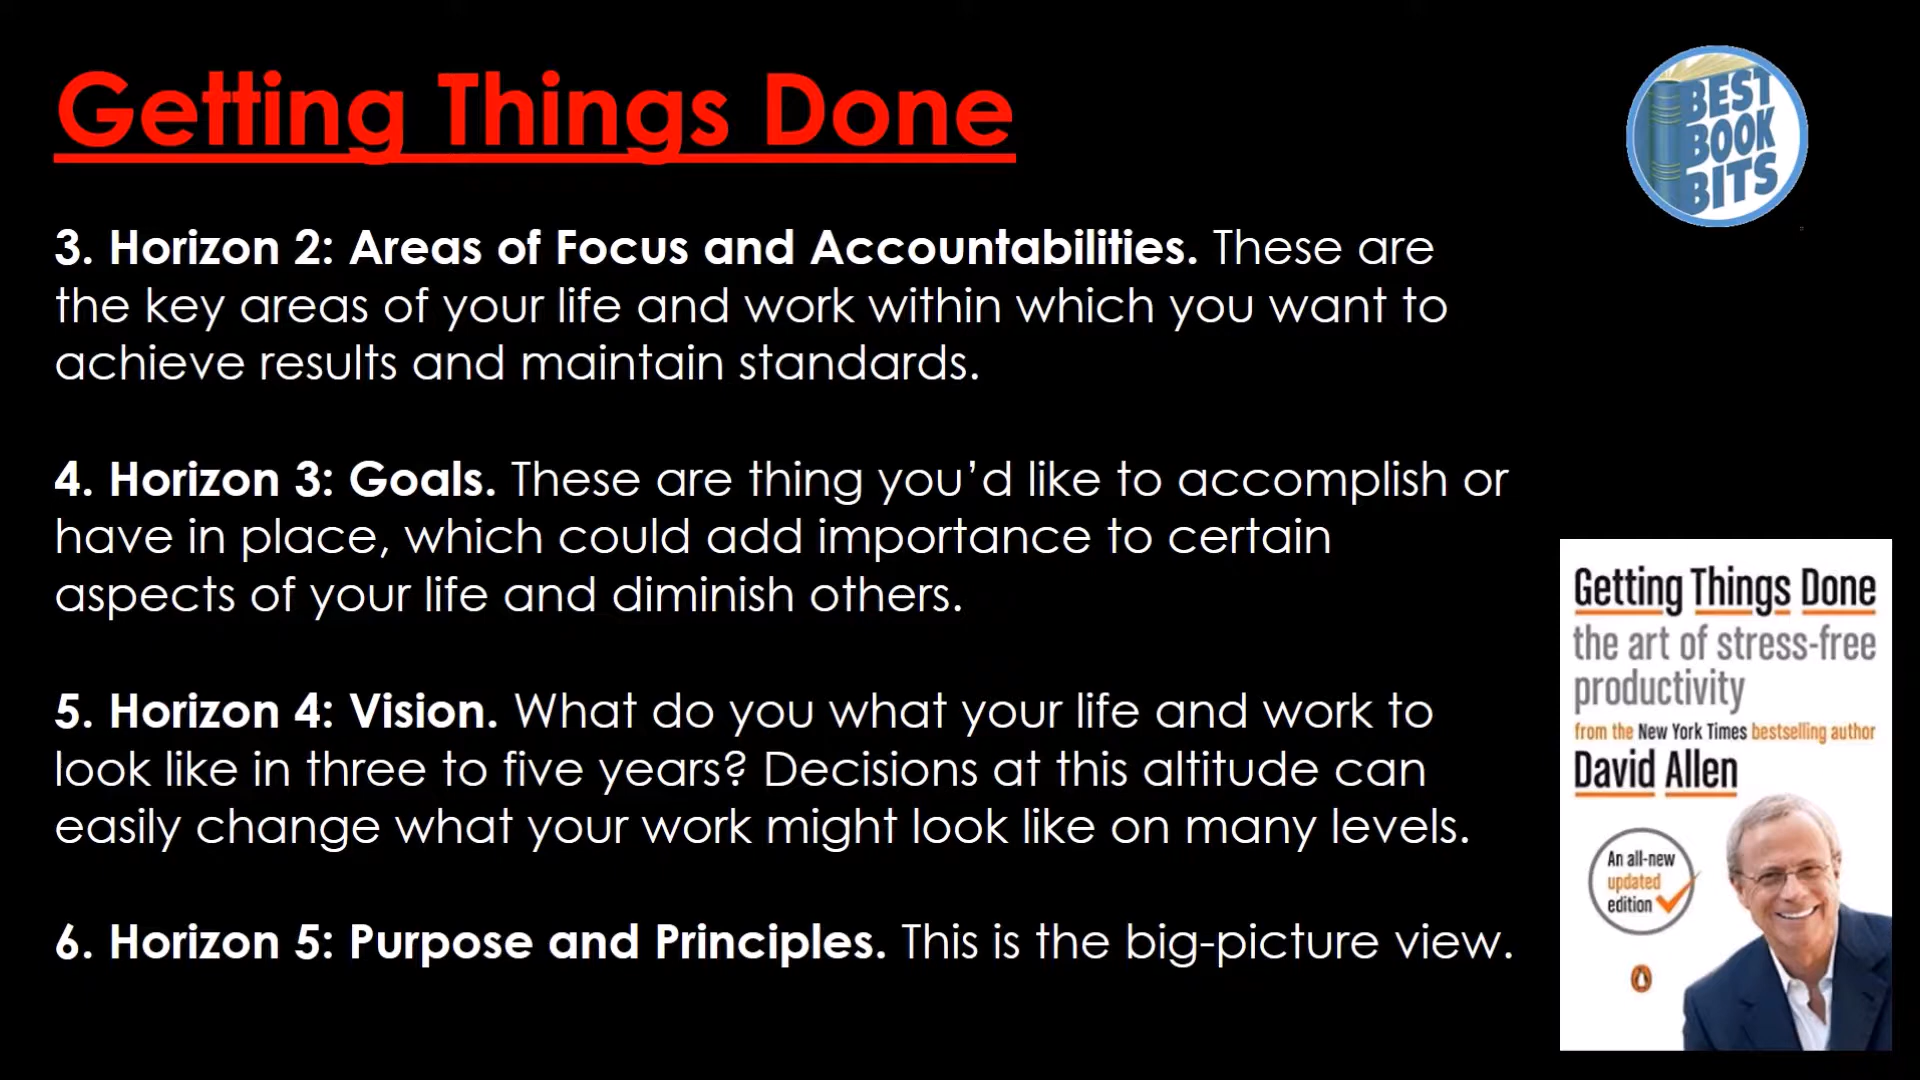 Getting Things Done
BEST
BOOK
BITS
3. Horizon 2: Areas of Focus and Accountabilities. These are
the key areas of your life and work within which you want to
achieve results and maintain standards.
4. Horizon 3: Goals. These are thing you’d like to accomplish or
have in place, which could add importance to certain
aspects of your life and diminish others.
5. Horizon 4: Vision. What do you what your life and work to
look like in three to five years? Decisions at this altitude can
easily change what your work might look like on many levels.
6. Horizon 5: Purpose and Principles. This is the big-picture view.
Getting Things Done
the art of stress-free
productivity
from the New York Times bestselling author
David Allen
An all-new
updated
edition